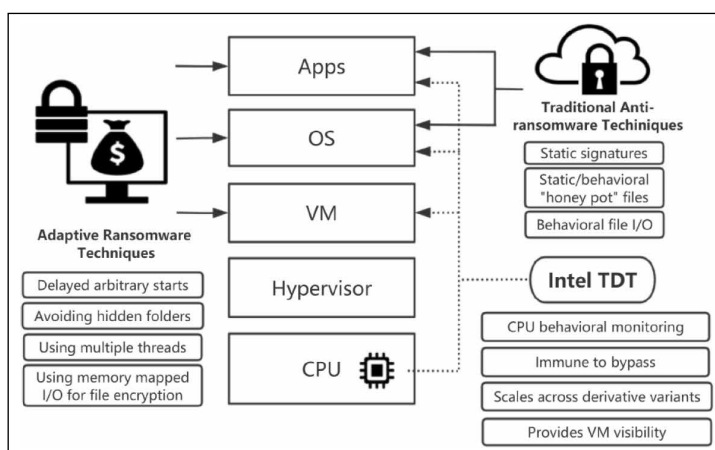 Apps
OS
VM
Hypervisor
CPU
$
Adaptive Ransomware
Techniques
Delayed arbitrary starts
Avoiding hidden folders
Using multiple threads
Using memory mapped
I/O for file encryption
Traditional Anti-
ransomware Techiniques
Static signatures
Static/behavioral
"honey pot" files
Behavioral file I/O
Intel TDT
CPU behavioral monitoring
Immune to bypass
Scales across derivative variants
Provides VM visibility